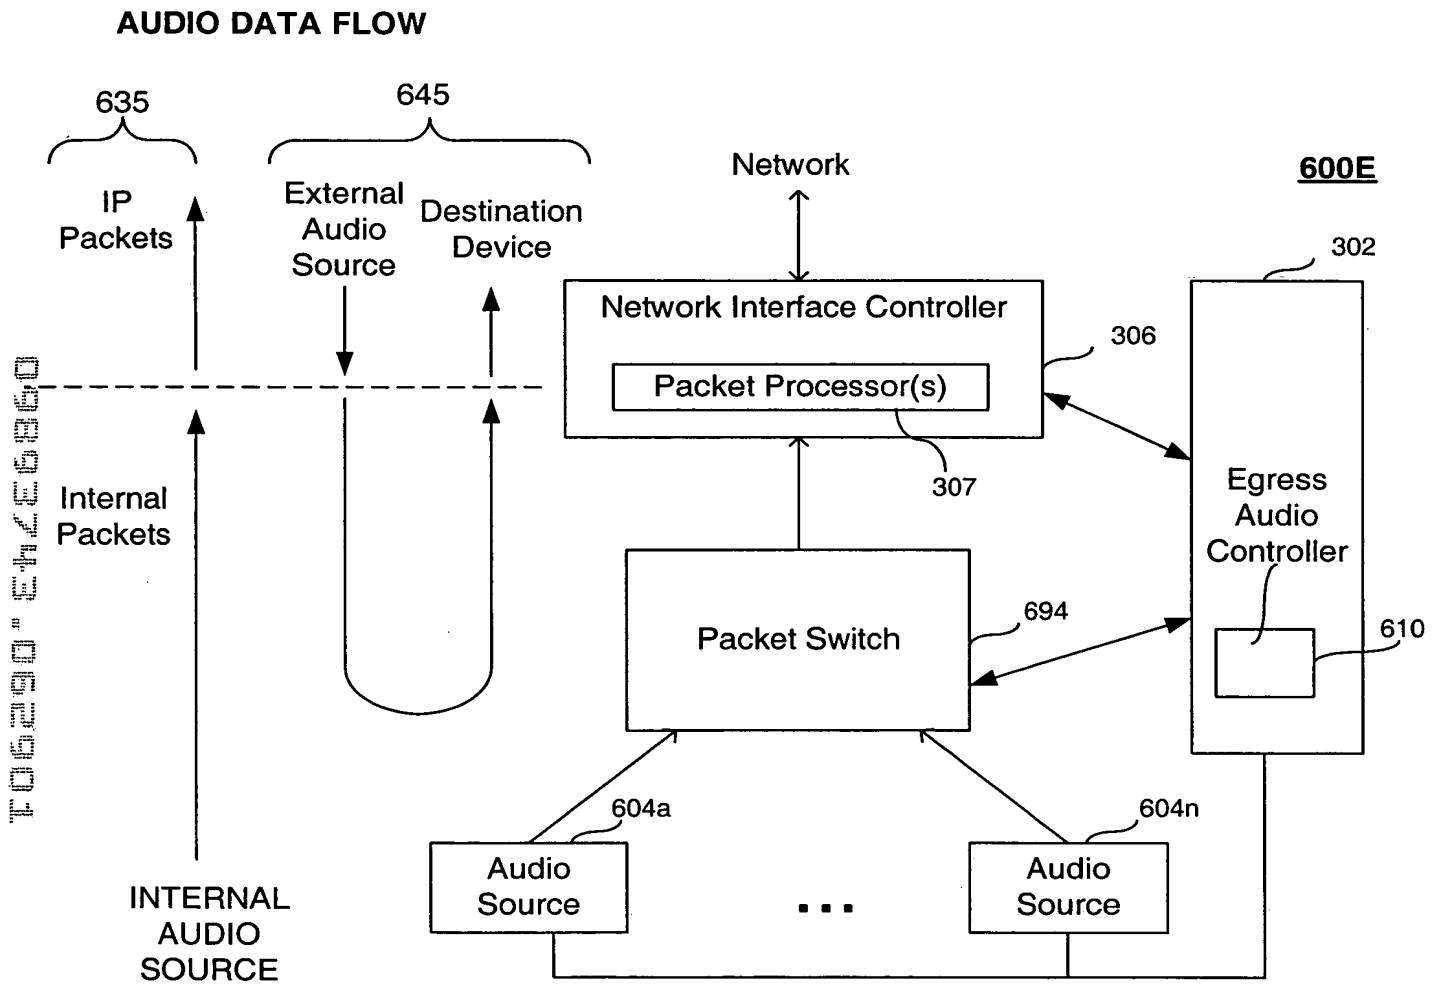 AUDIO DATA FLOW
635
645
IP
Packets
External
Audio
Source
Destination
Device
Network
600E
302
Network Interface Controller
306
Packet Processor(s)
307
Internal
Packets
Egress
Audio
Controller
Packet Switch
694
610
604a
604n
Audio
Source
...
Audio
Source
INTERNAL
AUDIO
SOURCE